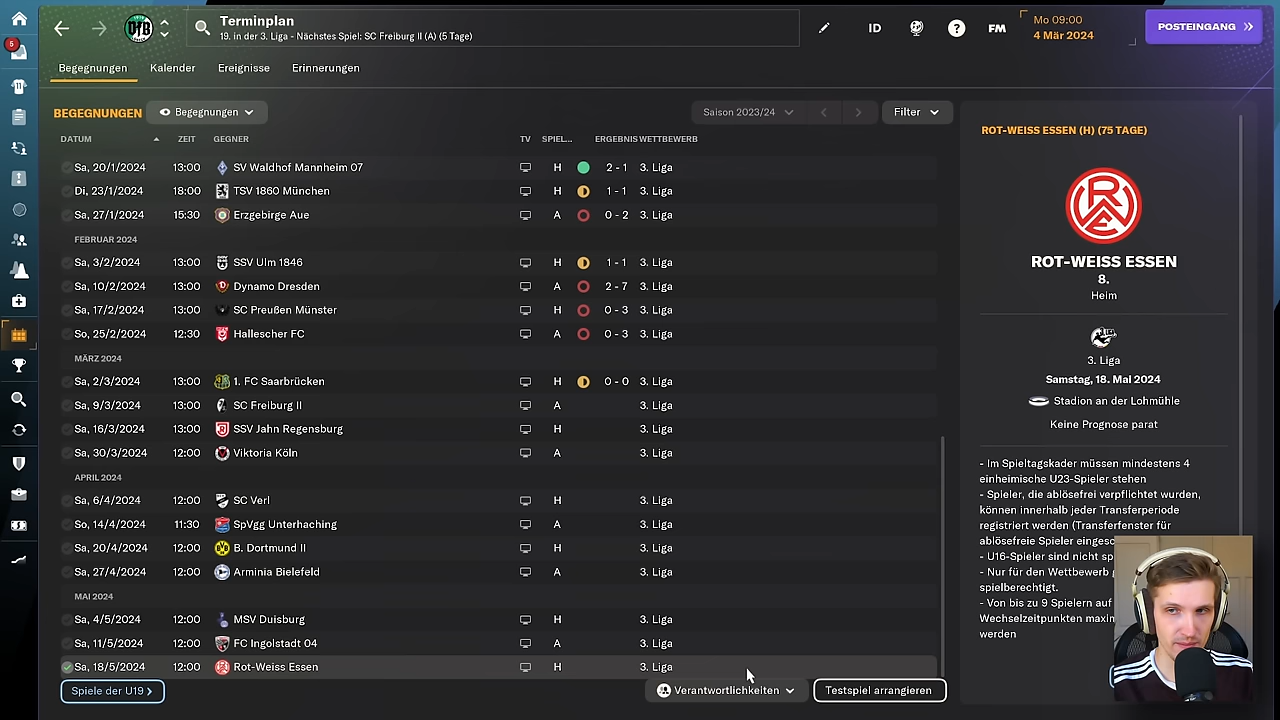 Terminplan
19. in der 3. Liga - Nächstes Spiel: SC Freiburg II (A) (5 Tage)
ID
FM
Mo 09:00
4 Mär 2024
POSTEINGANG
5
Begegnungen
Kalender
Ereignisse
Erinnerungen
BEGEGNUNGEN
Begegnungen
Saison 2023/24
Filter
DATUM ZEIT GEGNER TV SPIEL... ERGEBNIS WETTBEWERB
Sa, 20/1/2024 13:00 SV Waldhof Mannheim 07 H 2 - 1 3. Liga
Di, 23/1/2024 18:00 TSV 1860 München H 1 - 1 3. Liga
Sa, 27/1/2024 15:30 Erzgebirge Aue A 0 - 2 3. Liga
FEBRUAR 2024
Sa, 3/2/2024 13:00 SSV Ulm 1846 H 1 - 1 3. Liga
Sa, 10/2/2024 13:00 Dynamo Dresden A 2 - 7 3. Liga
Sa, 17/2/2024 13:00 SC Preußen Münster H 0 - 3 3. Liga
So, 25/2/2024 12:30 Hallescher FC A 0 - 3 3. Liga
MÄRZ 2024
Sa, 2/3/2024 13:00 1. FC Saarbrücken H 0 - 0 3. Liga
Sa, 9/3/2024 13:00 SC Freiburg II A 3. Liga
Sa, 16/3/2024 13:00 SSV Jahn Regensburg H 3. Liga
Sa, 30/3/2024 12:00 Viktoria Köln A 3. Liga
APRIL 2024
Sa, 6/4/2024 12:00 SC Verl H 3. Liga
So, 14/4/2024 11:30 SpVgg Unterhaching A 3. Liga
Sa, 20/4/2024 12:00 B. Dortmund II H 3. Liga
Sa, 27/4/2024 12:00 Arminia Bielefeld A 3. Liga
MAI 2024
Sa, 4/5/2024 12:00 MSV Duisburg H 3. Liga
Sa, 11/5/2024 12:00 FC Ingolstadt 04 A 3. Liga
Sa, 18/5/2024 12:00 Rot-Weiss Essen H 3. Liga
Spiele der U19
Verantwortlichkeiten
Testspiel arrangieren
ROT-WEISS ESSEN (H) (75 TAGE)
ROT-WEISS ESSEN
8.
Heim
3. Liga
Samstag, 18. Mai 2024
Stadion an der Lohmühle
Keine Prognose parat
- Im Spieltagskader müssen mindestens 4
einheimische U23-Spieler stehen
- Spieler, die ablösefrei verpflichtet wurden,
können innerhalb jeder Transferperiode
registriert werden (Transferfenster für
ablösefreie Spieler
- U16-Spieler sind nicht
- Nur für den Wettbewerb
spielberechtigt.
- Von bis zu 9 Spielern auf
Wechselzeitpunkten
werden